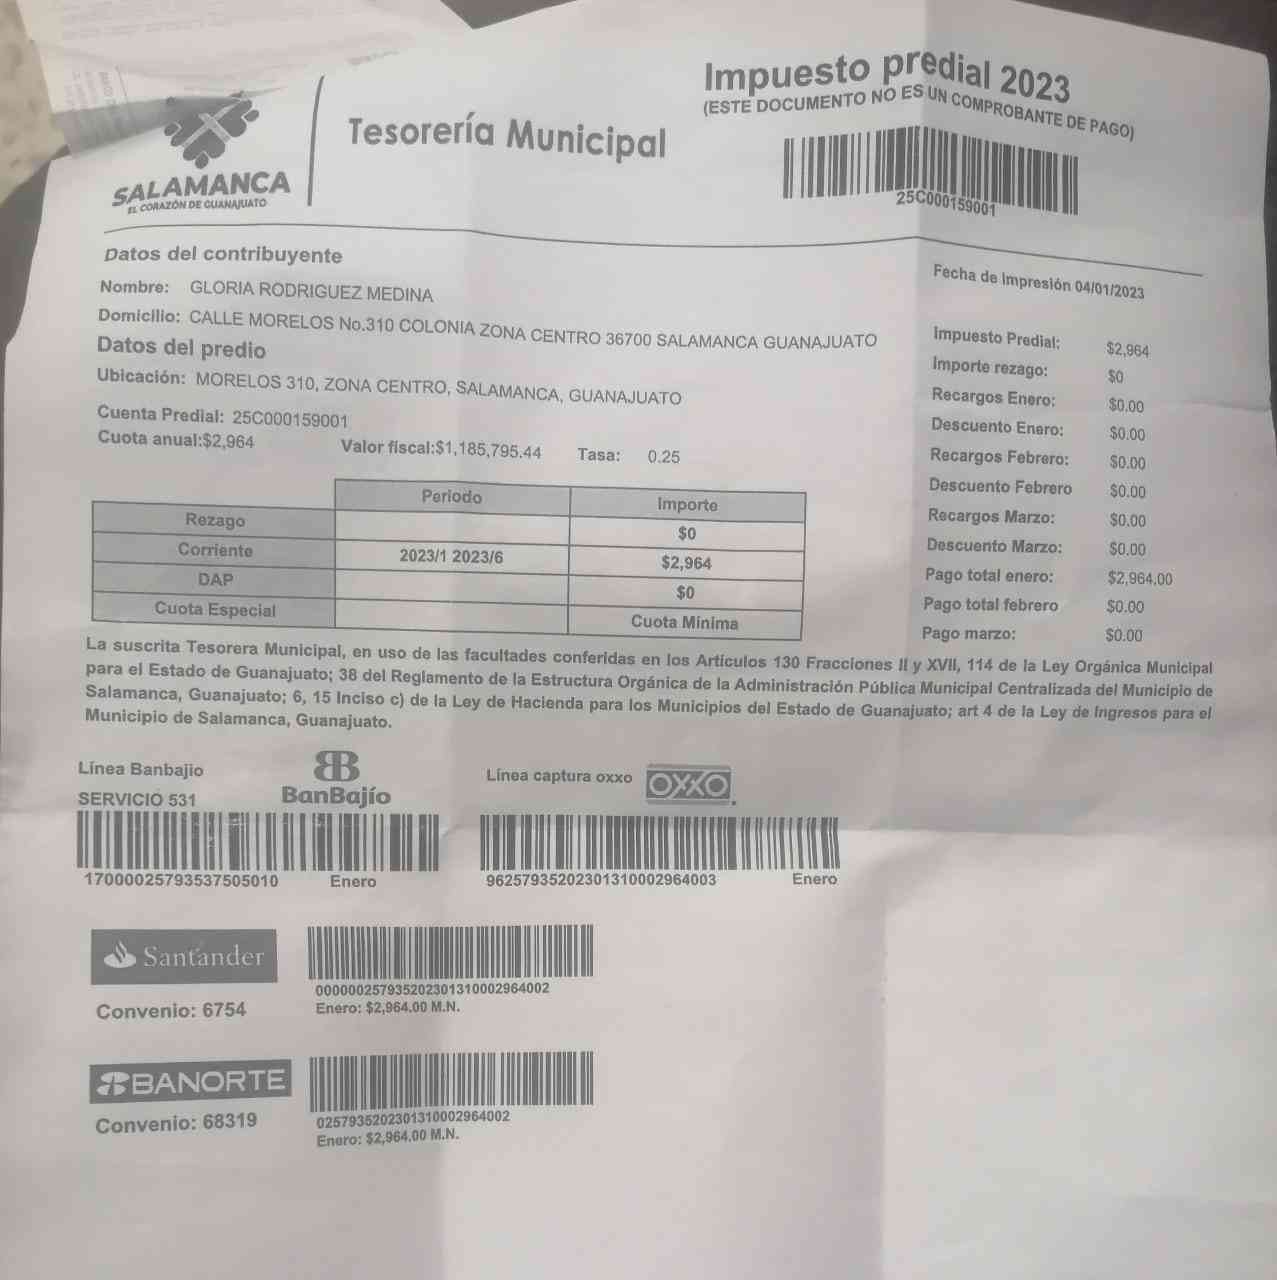 Impuesto predial 2023
(ESTE DOCUMENTO NO ES UN COMPROBANTE DE PAGO)
Tesorería Municipal
SALAMANCA
EL CORAZÓN DE GUANAJUATO
25C000159001
Datos del contribuyente
Nombre: GLORIA RODRIGUEZ MEDINA
Domicilio: CALLE MORELOS No.310 COLONIA ZONA CENTRO 36700 SALAMANCA GUANAJUATO
Datos del predio
Ubicación: MORELOS 310, ZONA CENTRO, SALAMANCA, GUANAJUATO
Cuenta Predial: 25C000159001
Cuota anual:$2,964 Valor fiscal:$1,185,795.44 Tasa: 0.25
Fecha de Impresión 04/01/2023
Impuesto Predial: $2,964
Importe rezago: $0
Recargos Enero: $0.00
Descuento Enero: $0.00
Recargos Febrero: $0.00
Descuento Febrero $0.00
Recargos Marzo: $0.00
Descuento Marzo: $0.00
Pago total enero: $2,964.00
Pago total febrero $0.00
Pago marzo: $0.00
Periodo Importe
Rezago $0
Corriente 2023/1 2023/6 $2,964
DAP $0
Cuota Especial Cuota Mínima
La suscrita Tesorera Municipal, en uso de las facultades conferidas en los Artículos 130 Fracciones II y XVII, 114 de la Ley Orgánica Municipal
para el Estado de Guanajuato; 38 del Reglamento de la Estructura Orgánica de la Administración Pública Municipal Centralizada del Municipio de
Salamanca, Guanajuato; 6, 15 Inciso c) de la Ley de Hacienda para los Municipios del Estado de Guanajuato; art 4 de la Ley de Ingresos para el
Municipio de Salamanca, Guanajuato.
Línea Banbajio
SERVICIO 531
BanBajío
17000025793537505010 Enero
Línea captura oxxo OXXO
96257935202301310002964003 Enero
Santander
Convenio: 6754
000000257935202301310002964002
Enero: $2,964.00 M.N.
BANORTE
Convenio: 68319
0257935202301310002964002
Enero: $2,964.00 M.N.